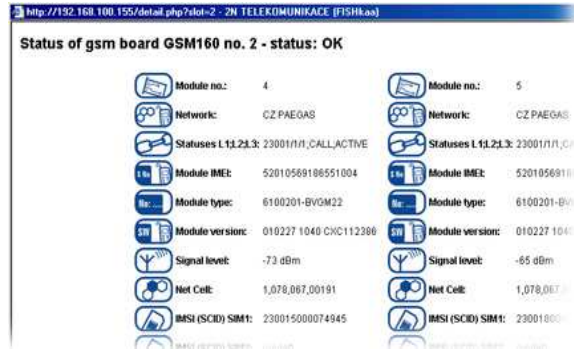 http://192.168.100.155/detail.php?slot=2 - 2N TELEKOMUNIKACE (FISHkaa)
Status of gsm board GSM160 no. 2 - status: OK
Module no.: 4 Module no.: 5
Network: CZ PAEGAS Network: CZ PAEGAS
Statuses L1;L2;L3: 23001/1/1;CALL;ACTIVE Statuses L1;L2;L3: 23001/1/1;
Module IMEI: 52010569186551004 Module IMEI: 520105691
Module type: 6100201-BVGM22 Module type: 6100201-BV
Module version: 010227 1040 CXC112386 Module version: 010227 104
Signal level: -73 dBm Signal level: -65 dBm
Net Cell: 1,078,067,00191 Net Cell: 1,078,067,
IMSI (SCID) SIM1: 230015000074945 IMSI (SCID) SIM1: 230018